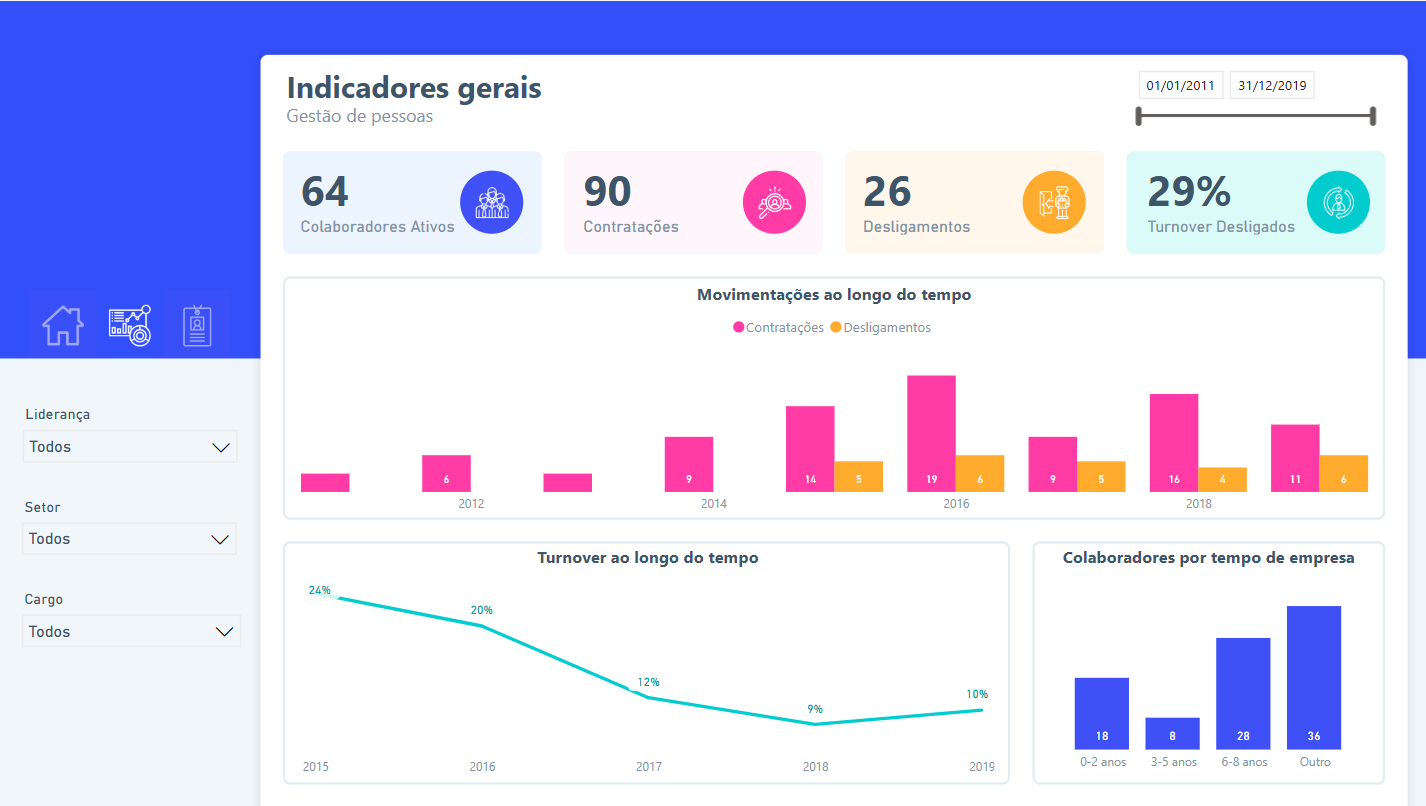 Indicadores gerais
Gestão de pessoas
01/01/2011 31/12/2019
64
Colaboradores Ativos
90
Contratações
26
Desligamentos
29%
Turnover Desligados
Liderança
Todos
Setor
Todos
Cargo
Todos
Movimentações ao longo do tempo
Contratações Desligamentos
6 9 14 5 19 6 9 5 16 4 11 6
2012 2014 2016 2018
Turnover ao longo do tempo
24%
20%
12%
9%
10%
2015 2016 2017 2018 2019
Colaboradores por tempo de empresa
18 8 28 36
0-2 anos 3-5 anos 6-8 anos Outro